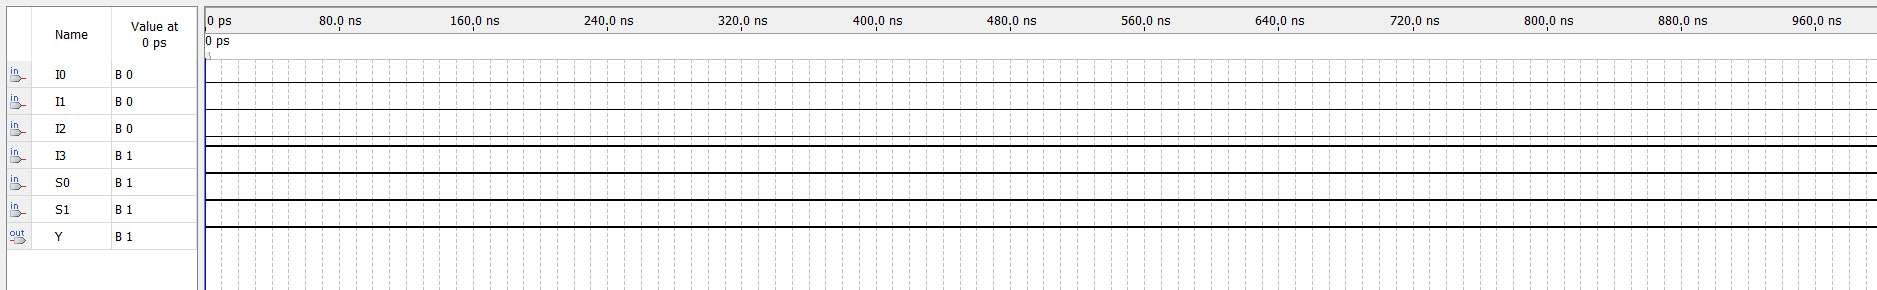 Name
Value at
0 ps
0 ps 80.0 ns 160.0 ns 240.0 ns 320.0 ns 400.0 ns 480.0 ns 560.0 ns 640.0 ns 720.0 ns 800.0 ns 880.0 ns 960.0 ns
0 ps
in I0 B 0
in I1 B 0
in I2 B 0
in I3 B 1
in S0 B 1
in S1 B 1
out Y B 1